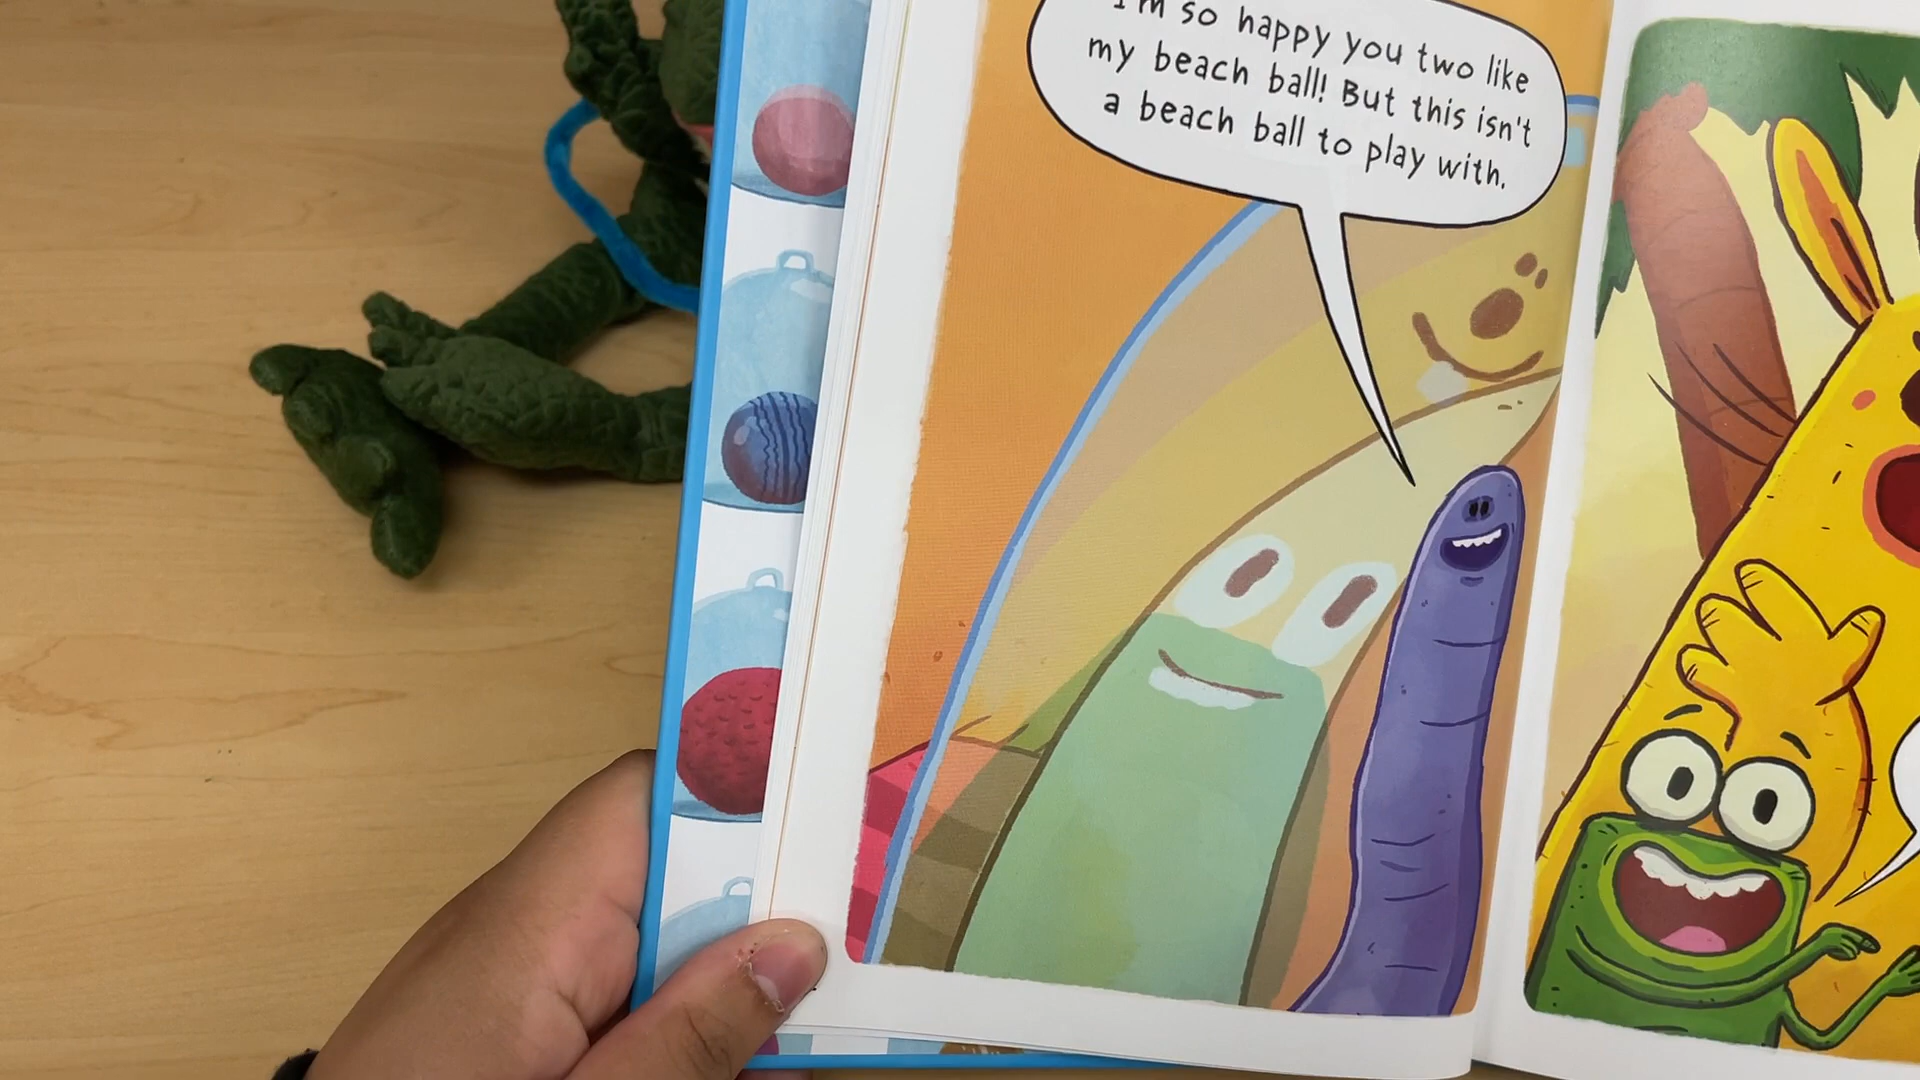 I'm so happy you two like
my beach ball! But this isn't
a beach ball to play with.